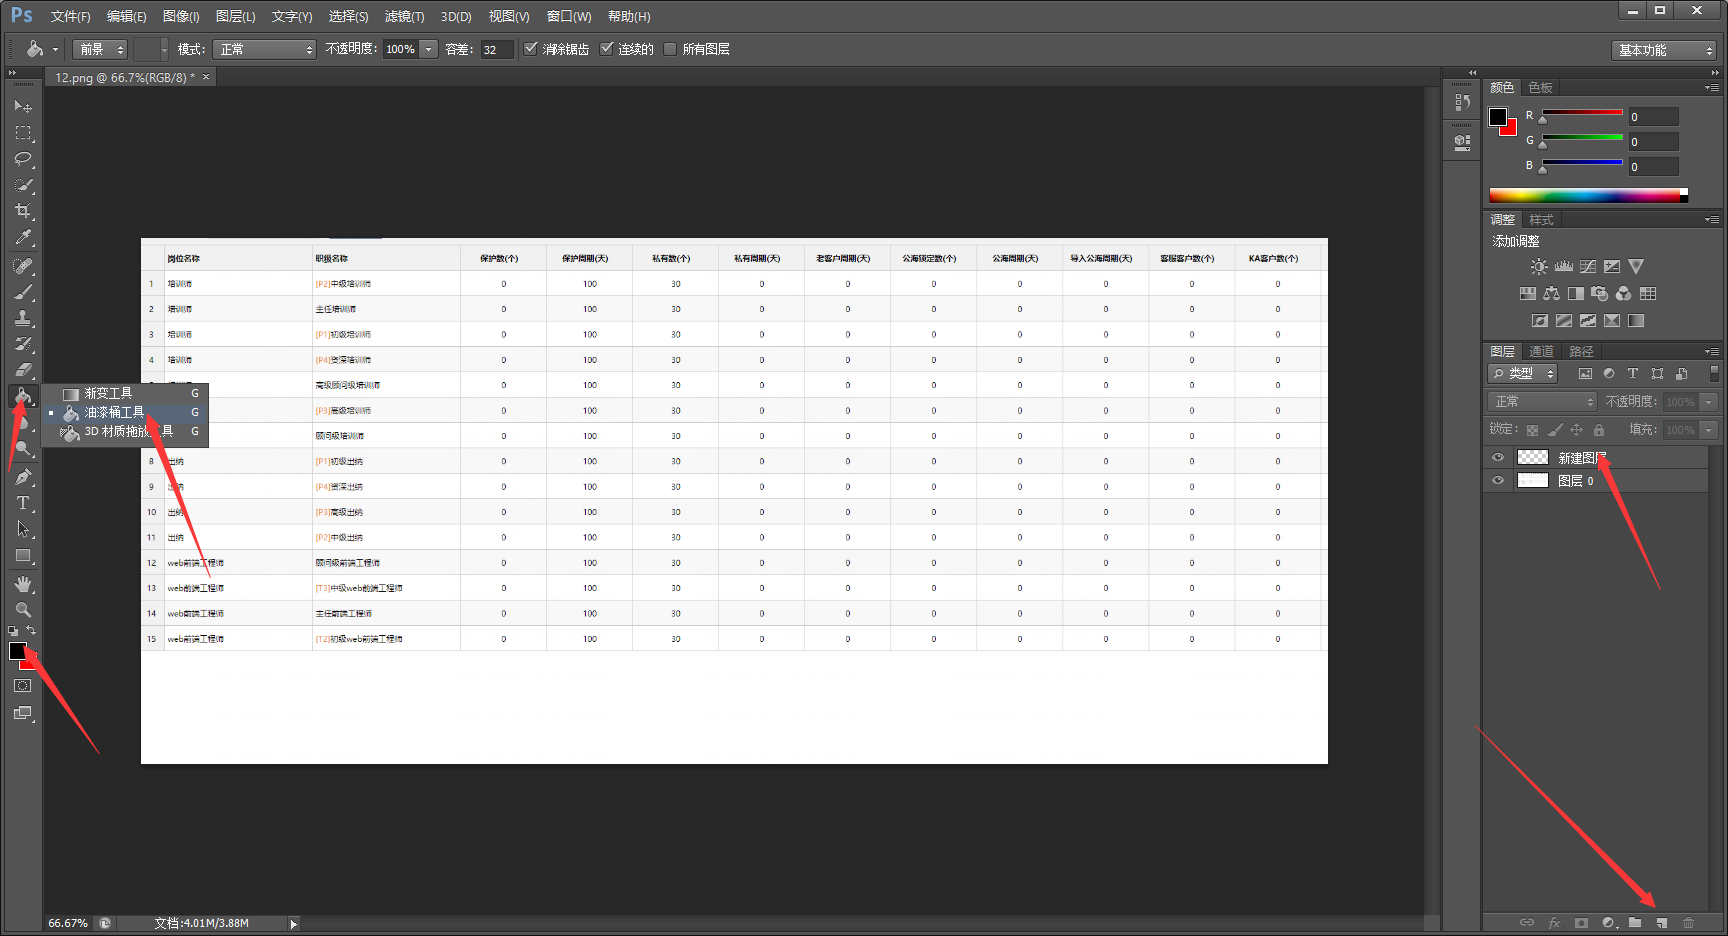 Ps 文件(F) 编辑(E) 图像(I) 图层(L) 文字(Y) 选择(S) 滤镜(T) 3D(D) 视图(V) 窗口(W) 帮助(H)
前景 模式: 正常 不透明度: 100% 容差: 32 消除锯齿 连续的 所有图层 基本功能
12.png @ 66.7%(RGB/8) * ×
颜色 色板
R 0
G 0
B 0
调整 样式
添加调整
图层 通道 路径
类型
正常 不透明度: 100%
锁定: 填充: 100%
新建图层
图层 0
渐变工具 G
油漆桶工具 G
3D 材质拖放工具 G
岗位名称 职级名称 保护数(个) 保护周期(天) 私有数(个) 私有周期(天) 老客户周期(天) 公海锁定数(个) 公海周期(天) 导入公海周期(天) 客服客户数(个) KA客户数(个)
1 培训师 [P2]中级培训师 0 100 30 0 0 0 0 0 0 0
2 培训师 主任培训师 0 100 30 0 0 0 0 0 0 0
3 培训师 [P1]初级培训师 0 100 30 0 0 0 0 0 0 0
4 培训师 [P4]资深培训师 0 100 30 0 0 0 0 0 0 0
高级顾问级培训师 0 100 30 0 0 0 0 0 0 0
[P3]高级培训师 0 100 30 0 0 0 0 0 0 0
顾问级培训师 0 100 30 0 0 0 0 0 0 0
8 出纳 [P1]初级出纳 0 100 30 0 0 0 0 0 0 0
9 出纳 [P4]资深出纳 0 100 30 0 0 0 0 0 0 0
10 出纳 [P3]高级出纳 0 100 30 0 0 0 0 0 0 0
11 出纳 [P2]中级出纳 0 100 30 0 0 0 0 0 0 0
12 web前端工程师 顾问级前端工程师 0 100 30 0 0 0 0 0 0 0
13 web前端工程师 [T3]中级web前端工程师 0 100 30 0 0 0 0 0 0 0
14 web前端工程师 主任前端工程师 0 100 30 0 0 0 0 0 0 0
15 web前端工程师 [T2]初级web前端工程师 0 100 30 0 0 0 0 0 0 0
66.67% 文档:4.01M/3.88M